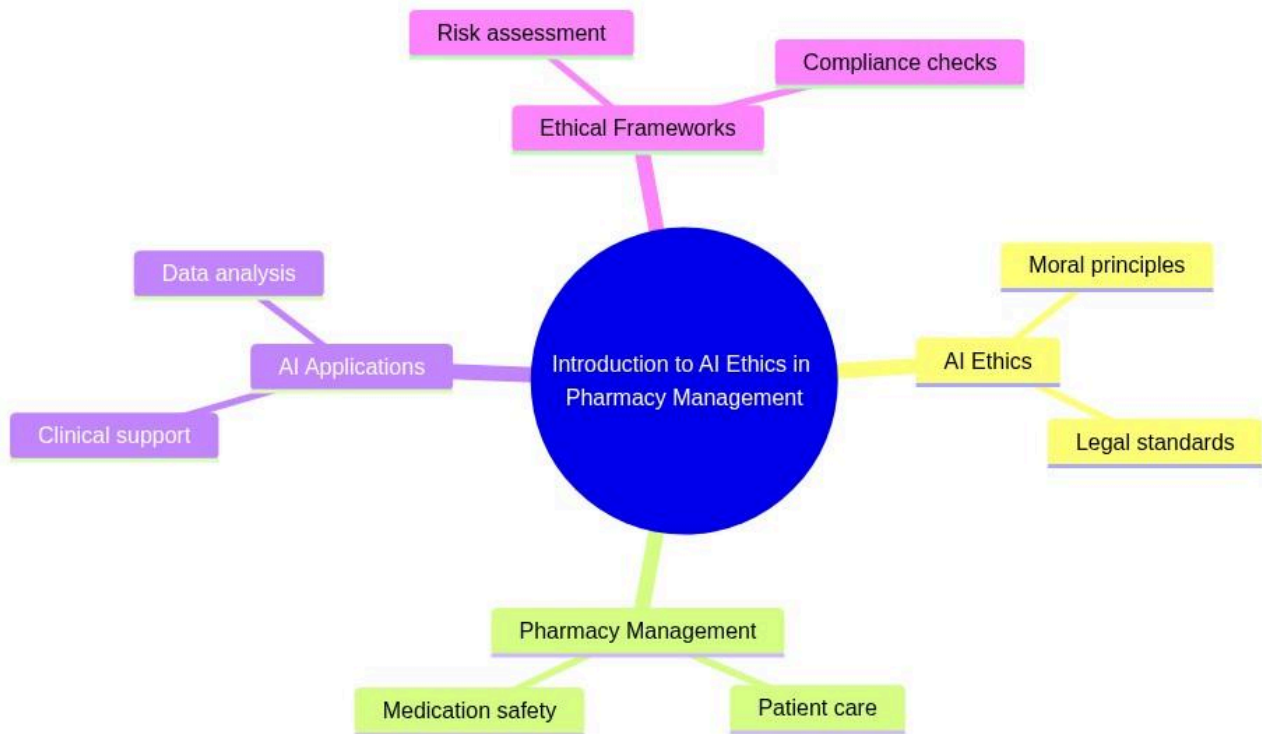 Risk assessment
Compliance checks
Ethical Frameworks
Data analysis
Moral principles
AI Applications
Introduction to AI Ethics in
Pharmacy Management
AI Ethics
Clinical support
Legal standards
Pharmacy Management
Medication safety
Patient care